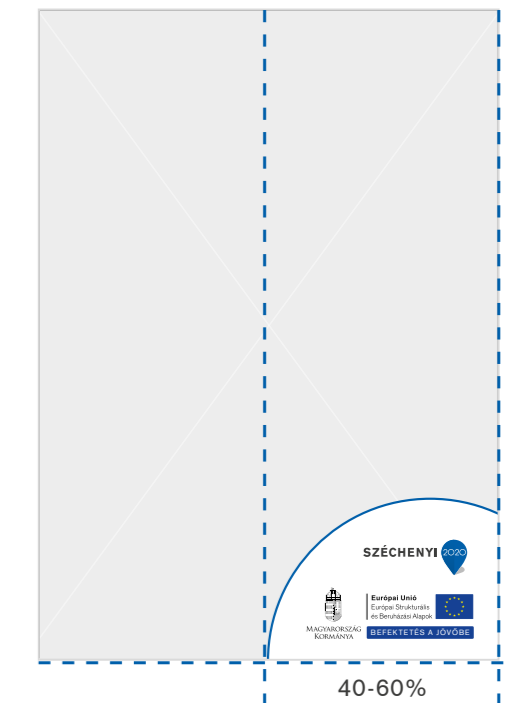 SZÉCHENYI 2020
MAGYARORSZÁG
KORMÁNYA
Európai Unió
Európai Strukturális
és Beruházási Alapok
BEFEKTETÉS A JÖVŐBE
40-60%